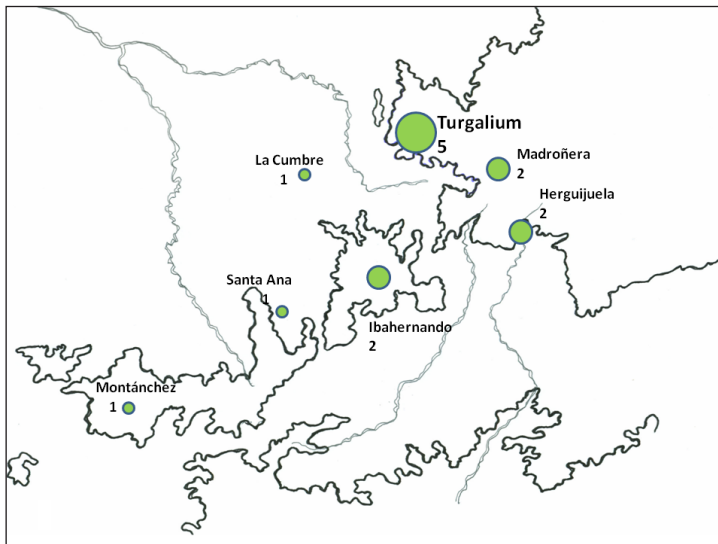 Turgalium
5
Madroñera
2
La Cumbre
1
Herguijuela
2
Santa Ana
1
Ibahernando
2
Montánchez
1